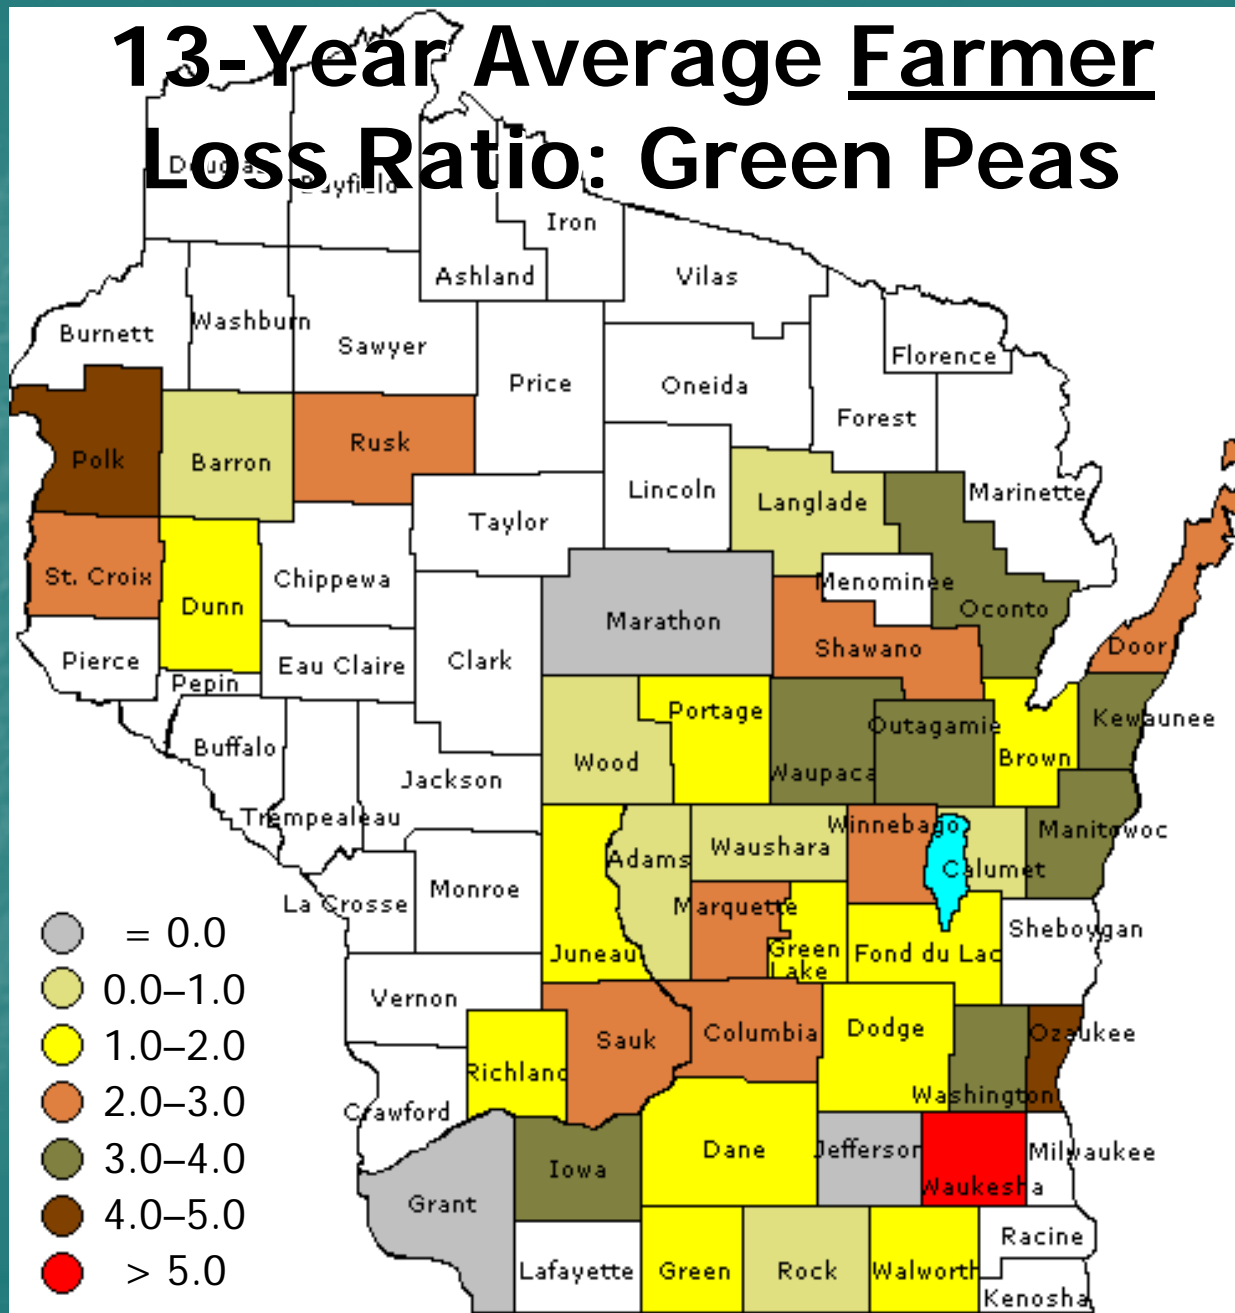 13-Year Average Farmer
Loss Ratio: Green Peas
Douglas
Bayfield
Iron
Ashland
Vilas
Burnett
Washburn
Sawyer
Florence
Price
Oneida
Forest
Polk
Barron
Rusk
Lincoln
Langlade
Marinette
Taylor
St. Croix
Dunn
Chippewa
Menominee
Oconto
Marathon
Shawano
Door
Pierce
Eau Claire
Clark
Pepin
Portage
Outagamie
Kewaunee
Buffalo
Wood
Waupaca
Brown
Jackson
Trempealeau
Adams
Waushara
Winnebago
Manitowoc
Calumet
La Crosse
Monroe
Marquette
Sheboygan
Juneau
Green
Lake
Fond du Lac
Vernon
Sauk
Columbia
Dodge
Ozaukee
Richland
Washington
Crawford
Dane
Jefferson
Milwaukee
Iowa
Waukesha
Grant
Racine
Lafayette
Green
Rock
Walworth
Kenosha
= 0.0
0.0–1.0
1.0–2.0
2.0–3.0
3.0–4.0
4.0–5.0
> 5.0